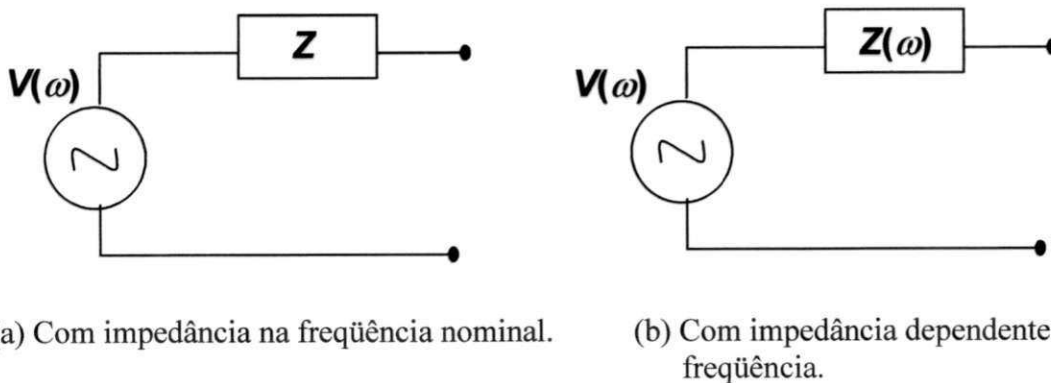 Z
V(ω)
Z(ω)
V(ω)
a) Com impedância na freqüência nominal.
(b) Com impedância dependente
freqüência.